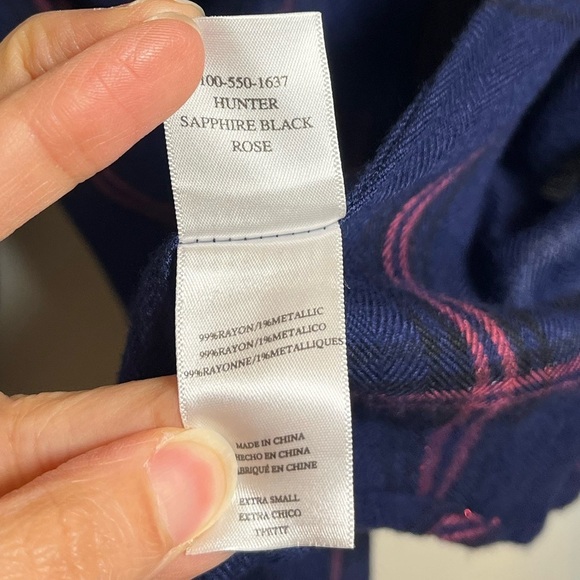 100-550-1637
HUNTER
SAPPHIRE BLACK
ROSE
99%RAYON/1%METALLIC
99%RAYON/1%METALICO
99%RAYONNE/1%METALLIQUES
MADE IN CHINA
HECHO EN CHINA
FABRIQUÉ EN CHINE
EXTRA SMALL
EXTRA CHICO